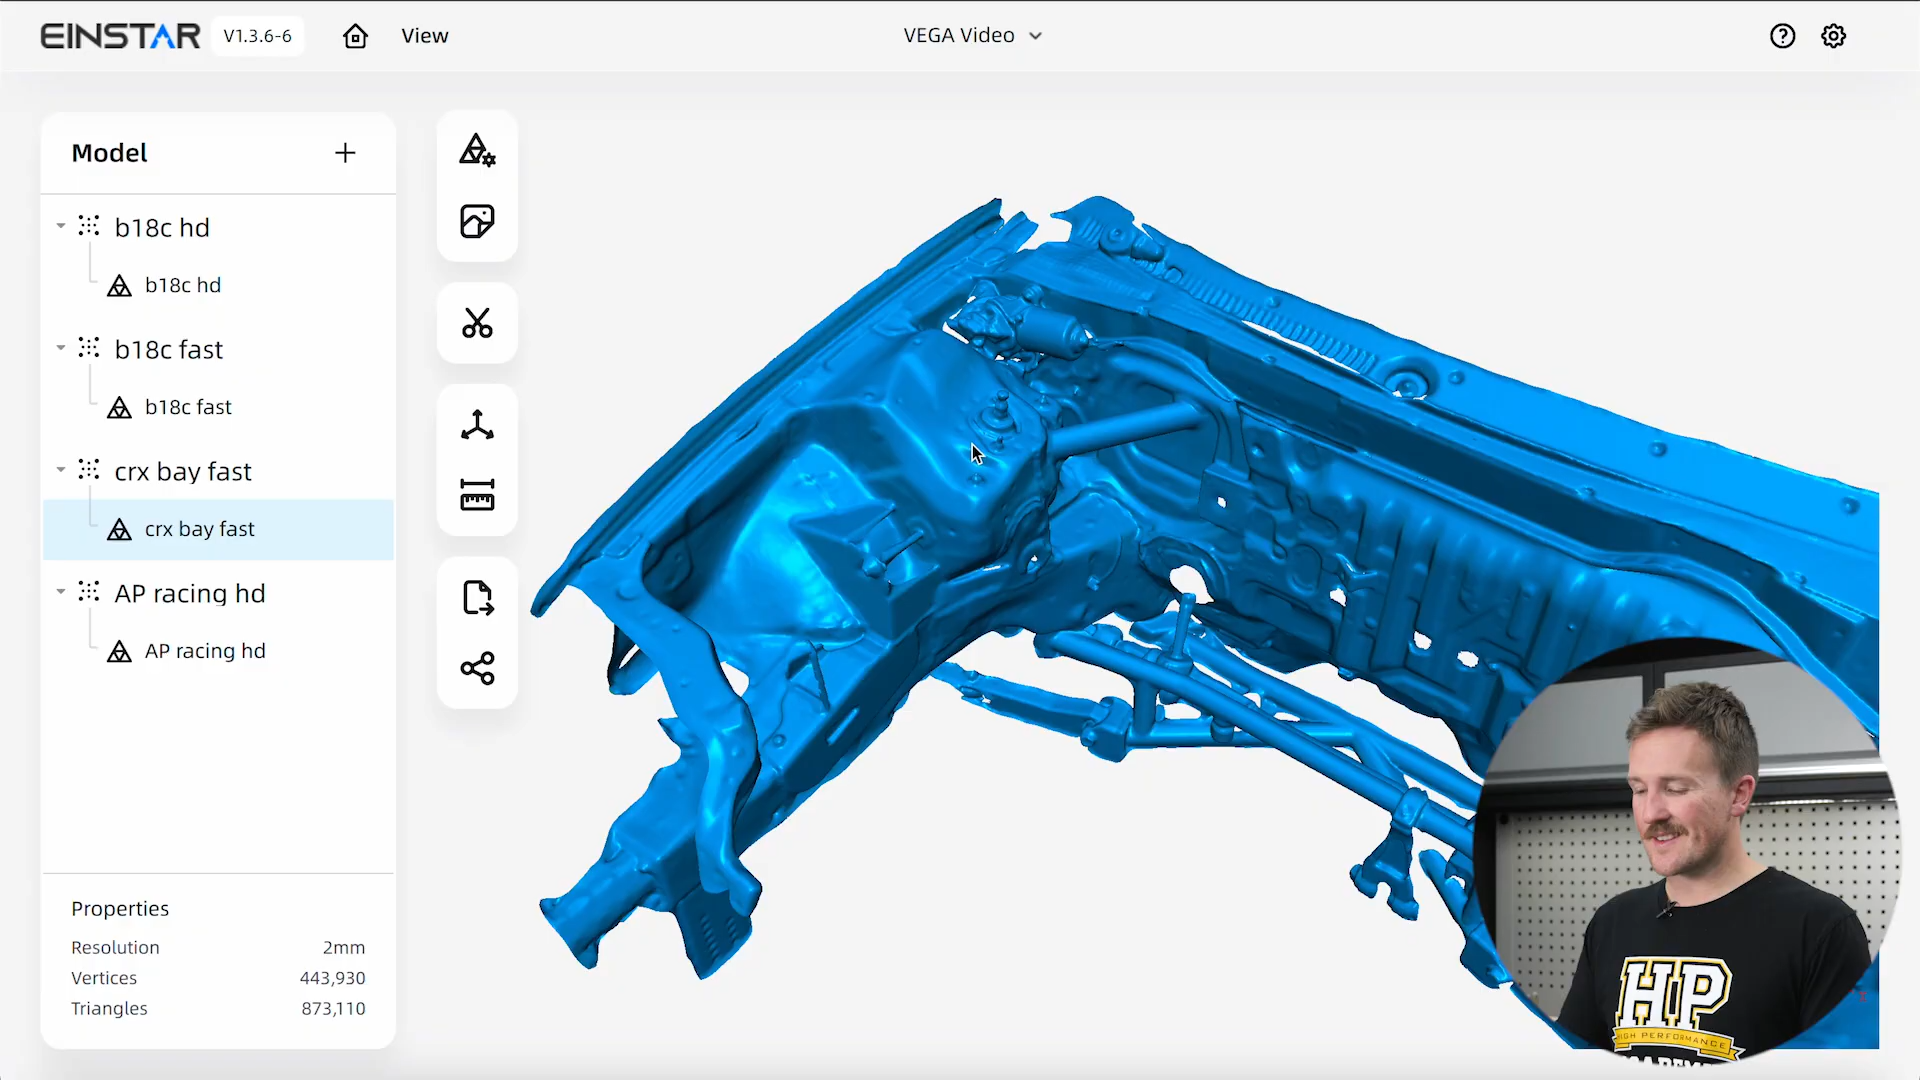 EINSTAR
V1.3.6-6
View
VEGA Video
Model
b18c hd
b18c hd
b18c fast
b18c fast
crx bay fast
crx bay fast
AP racing hd
AP racing hd
Properties
Resolution 2mm
Vertices 443,930
Triangles 873,110
HP
HIGH PERFORMANCE